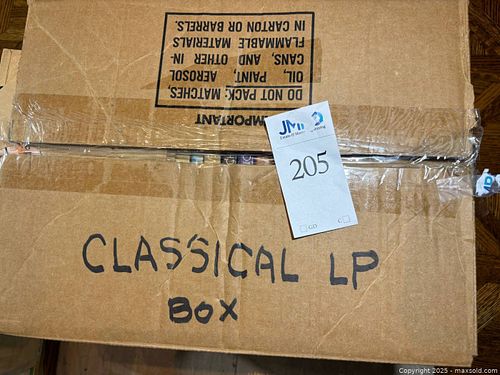 IMPORTANT
DO NOT PACK: MATCHES,
OIL, PAINT, AEROSOL
CANS, AND OTHER IN-
FLAMMABLE MATERIALS
IN CARTON OR BARRELS.
205
GD
C
CLASSICAL LP
BOX
Copyright 2025 - maxsold.com